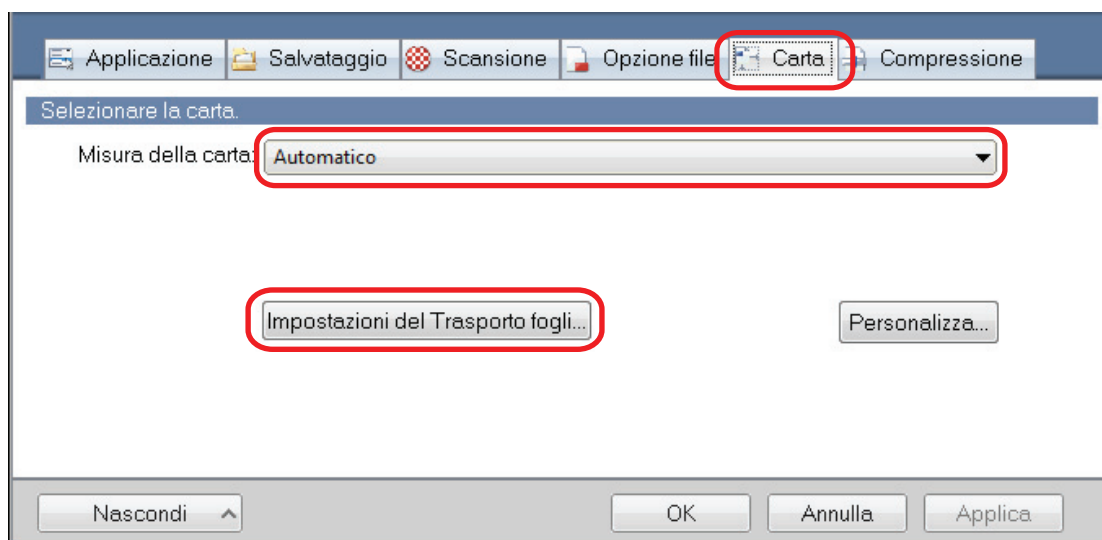 Applicazione Salvataggio Scansione Opzione file Carta Compressione
Selezionare la carta.
Misura della carta: Automatico
Impostazioni del Trasporto fogli... Personalizza...
Nascondi OK Annulla Applica